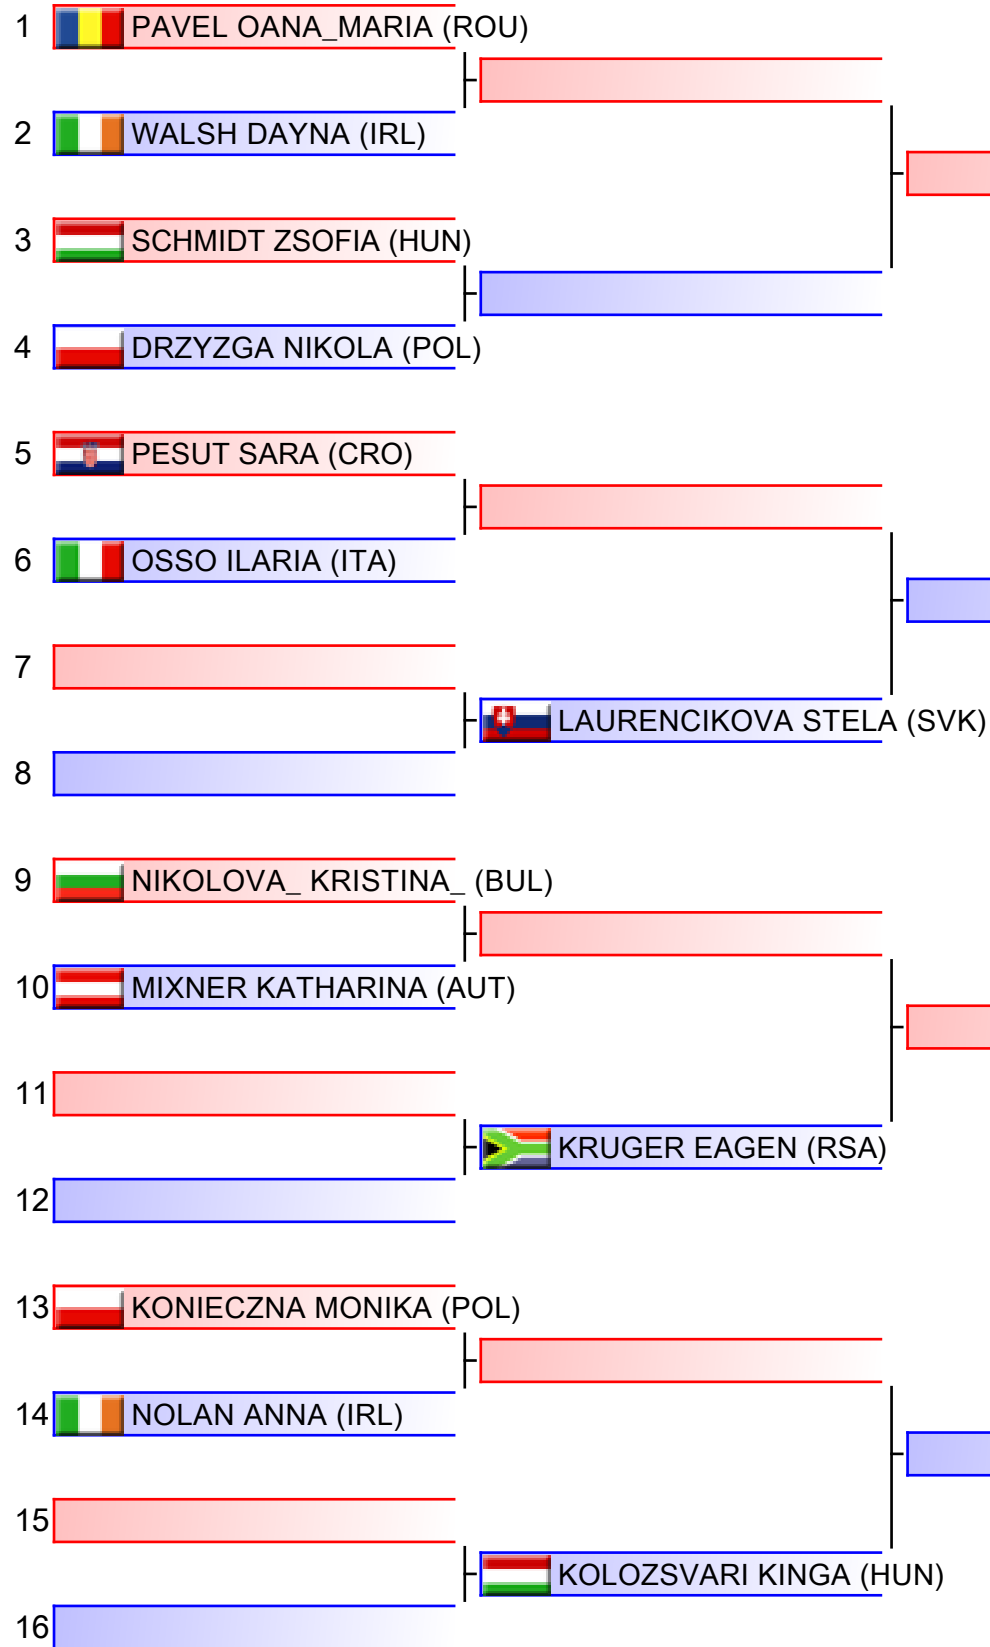 1 PAVEL OANA_MARIA (ROU)
2 WALSH DAYNA (IRL)
3 SCHMIDT ZSOFIA (HUN)
4 DRZYZGA NIKOLA (POL)
5 PESUT SARA (CRO)
6 OSSO ILARIA (ITA)
7
LAURENCIKOVA STELA (SVK)
8
9 NIKOLOVA_ KRISTINA_ (BUL)
10 MIXNER KATHARINA (AUT)
11
KRUGER EAGEN (RSA)
12
13 KONIECZNA MONIKA (POL)
14 NOLAN ANNA (IRL)
15
KOLOZSVARI KINGA (HUN)
16